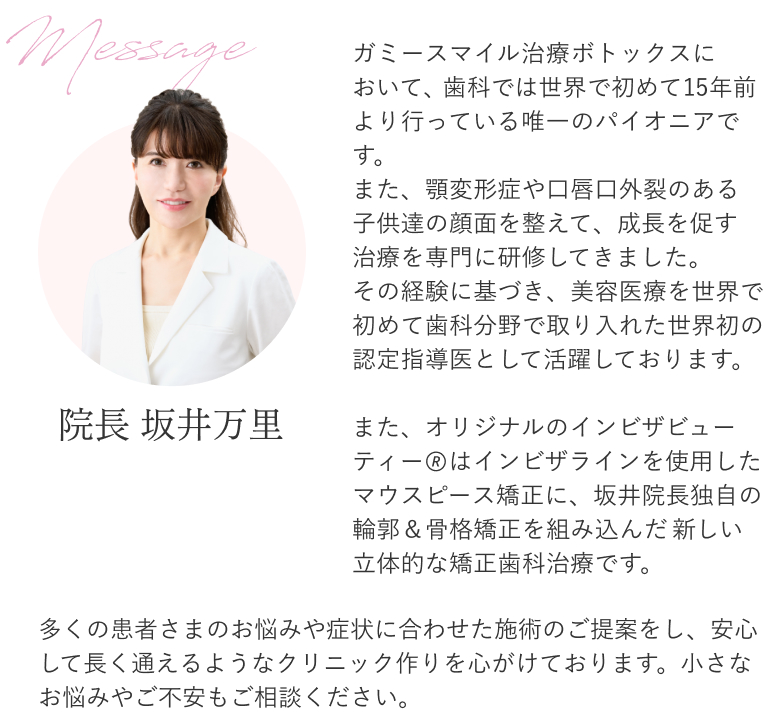 Message
ガミースマイル治療ボトックスに
おいて、歯科では世界で初めて15年前
より行っている唯一のパイオニアで
す。
また、顎変形症や口唇口外裂のある
子供達の顔面を整えて、成長を促す
治療を専門に研修してきました。
その経験に基づき、美容医療を世界で
初めて歯科分野で取り入れた世界初の
認定指導医として活躍しております。
院長 坂井万里
また、オリジナルのインビザビュー
ティー®はインビザラインを使用した
マウスピース矯正に、坂井院長独自の
輪郭＆骨格矯正を組み込んだ新しい
立体的な矯正歯科治療です。
多くの患者さまのお悩みや症状に合わせた施術のご提案をし、安心
して長く通えるようなクリニック作りを心がけております。小さな
お悩みやご不安もご相談ください。